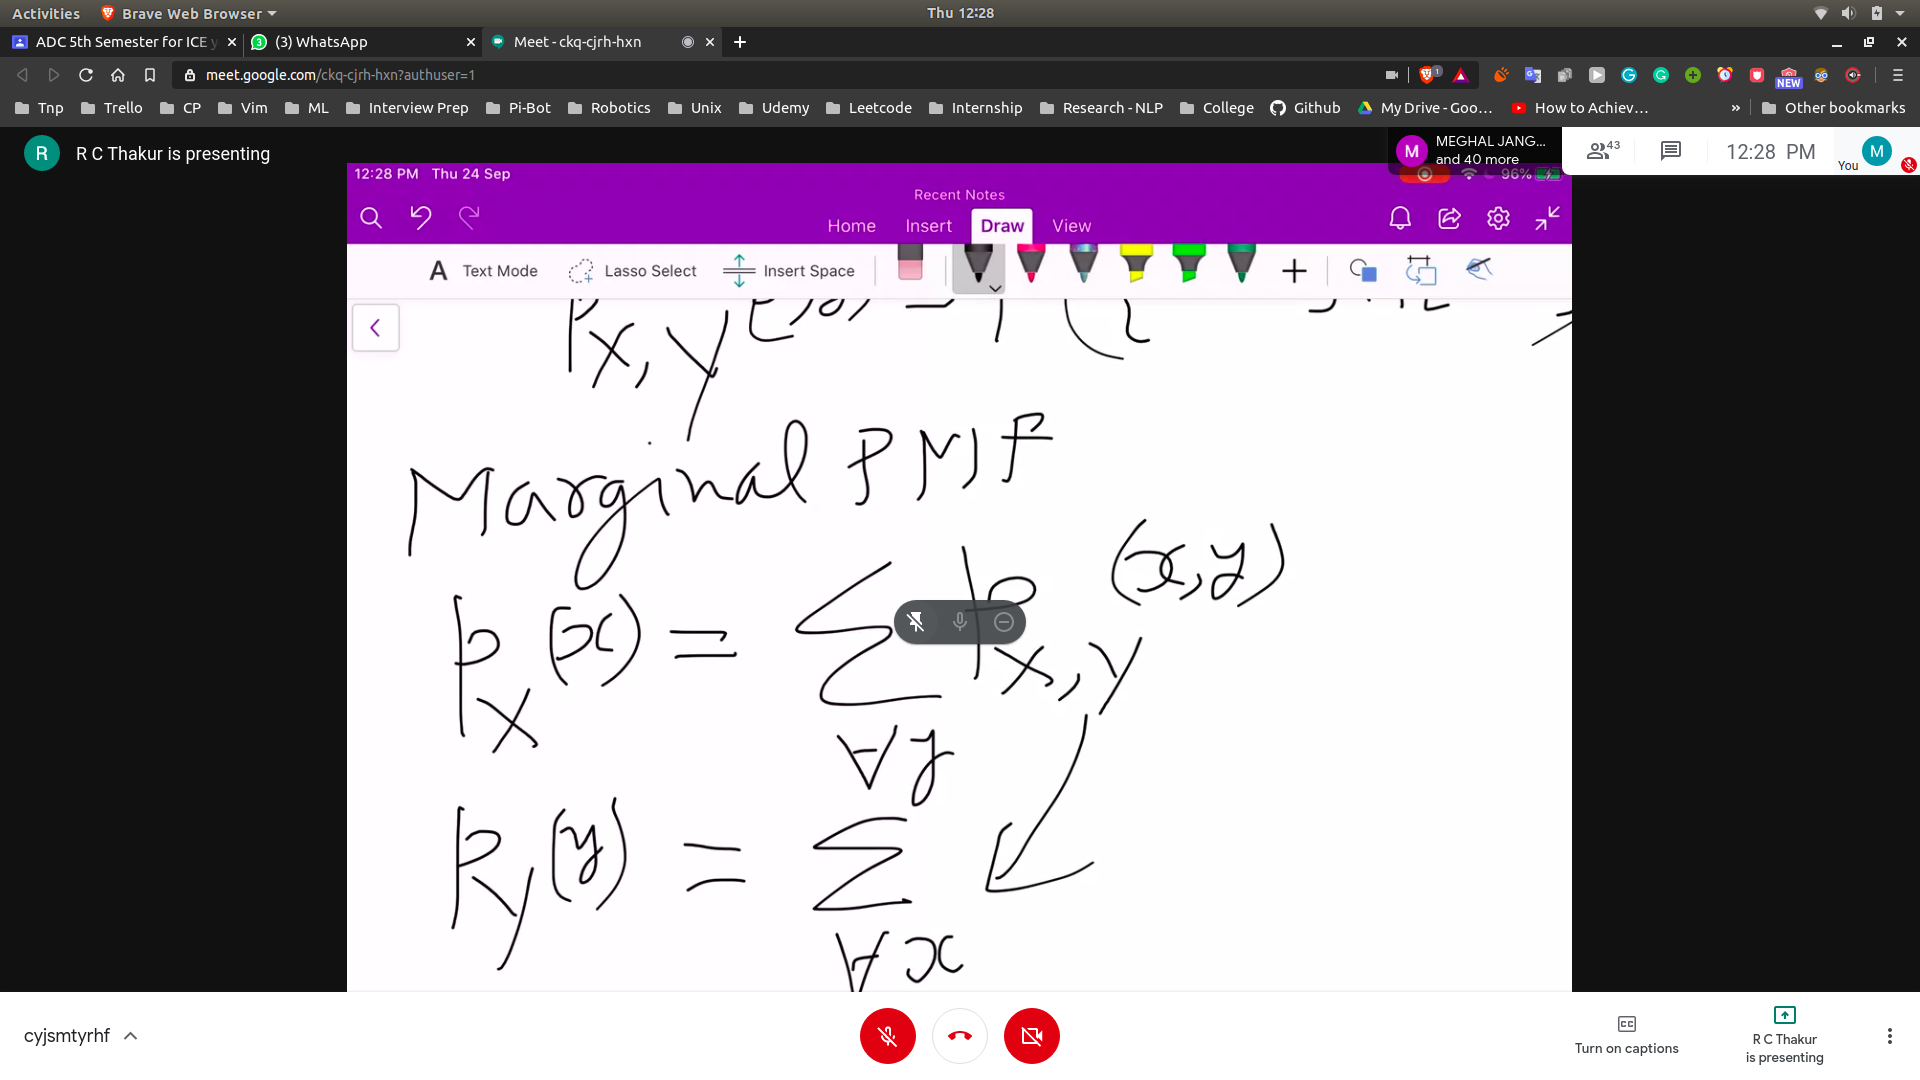 Activities Brave Web Browser Thu 12:28
ADC 5th Semester for ICE y (3) WhatsApp Meet - ckq-cjrh-hxn
meet.google.com/ckq-cjrh-hxn?authuser=1 1 NEW
Tnp Trello CP Vim ML Interview Prep Pi-Bot Robotics Unix Udemy Leetcode Internship Research - NLP College Github My Drive - Goo... How to Achiev... » Other bookmarks
R R C Thakur is presenting
M MEGHAL JANG...
and 40 more
43 12:28 PM You M
12:28 PM Thu 24 Sep 96%
Recent Notes
Home Insert Draw View
A Text Mode Lasso Select Insert Space
P X,Y
Marginal PMF
P_X (x) = Σ_{∀y} P_{X,Y} (x,y)
P_Y (y) = Σ_{∀x}
cyjsmtyrhf
Turn on captions
R C Thakur
is presenting